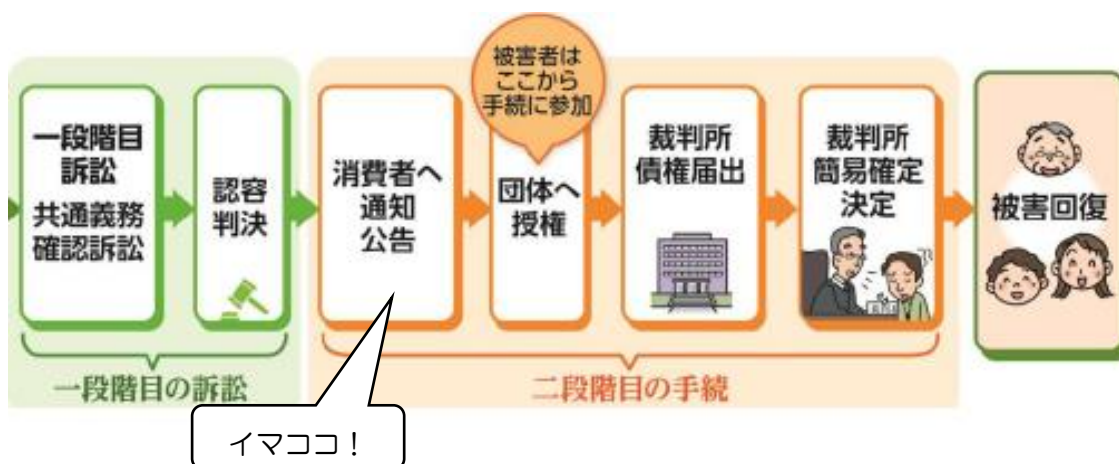 被害者は
ここから
手続に参加
一段階目
訴訟
共通義務
確認訴訟
認容
判決
消費者へ
通知
公告
団体へ
授権
裁判所
債権届出
裁判所
簡易確定
決定
被害回復
一段階目の訴訟
二段階目の手続
イマココ！